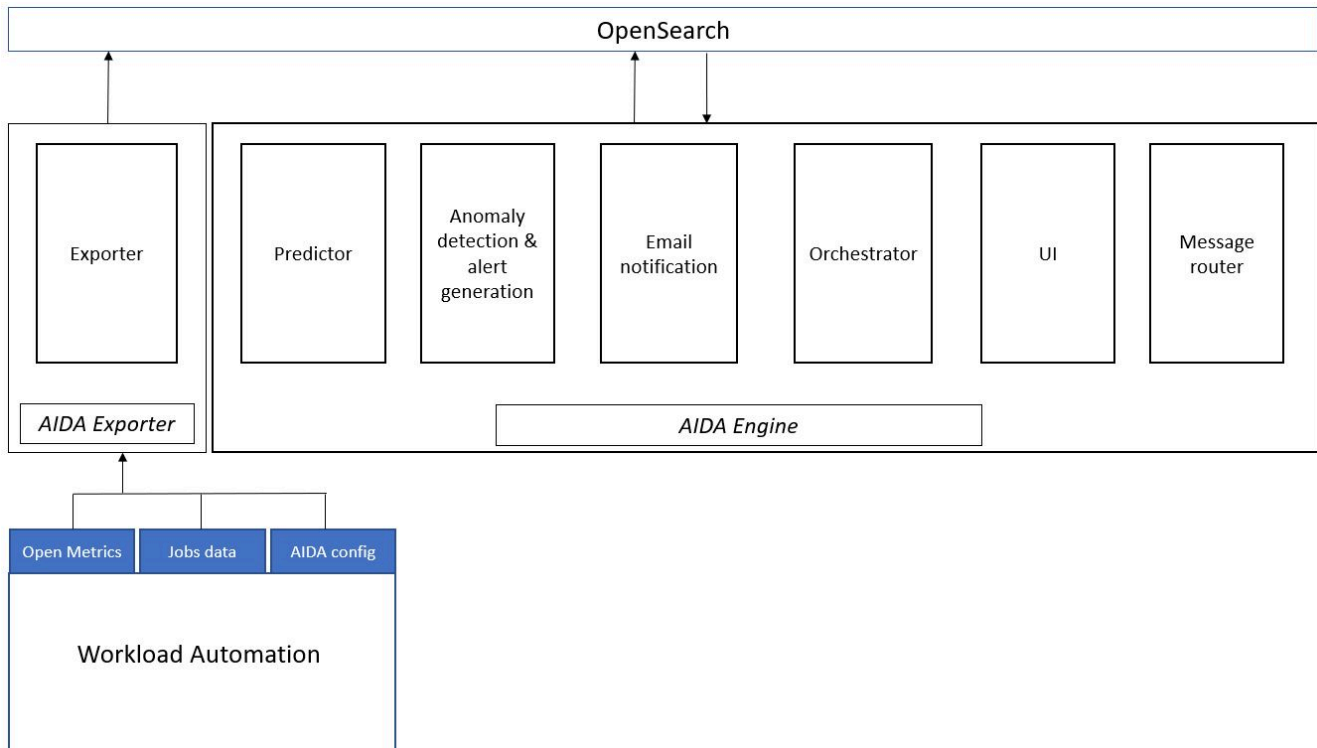 OpenSearch
Exporter
Predictor
Anomaly
detection &
alert
generation
Email
notification
Orchestrator
UI
Message
router
AIDA Exporter
AIDA Engine
Open Metrics
Jobs data
AIDA config
Workload Automation